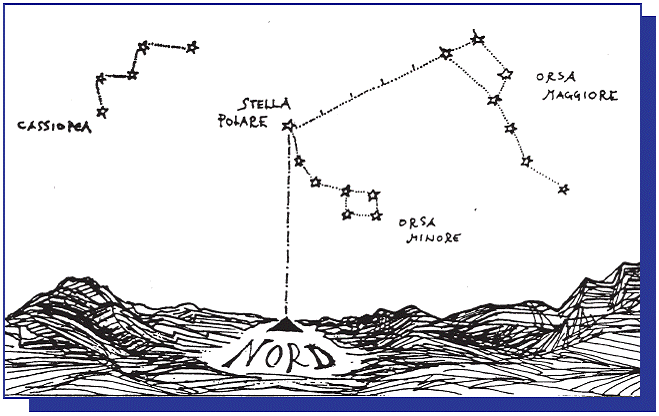 CASSIOPEA
STELLA
POLARE
ORSA
MAGGIORE
ORSA
MINORE
NORD